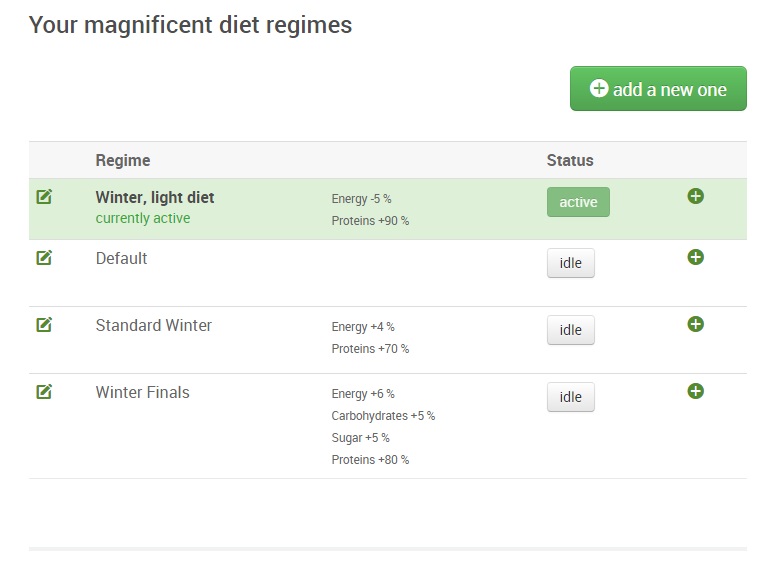 Your magnificent diet regimes
add a new one
Regime Status
Winter, light diet Energy -5 % active
currently active Proteins +90 %
Default idle
Standard Winter Energy +4 % idle
Proteins +70 %
Winter Finals Energy +6 % idle
Carbohydrates +5 %
Sugar +5 %
Proteins +80 %